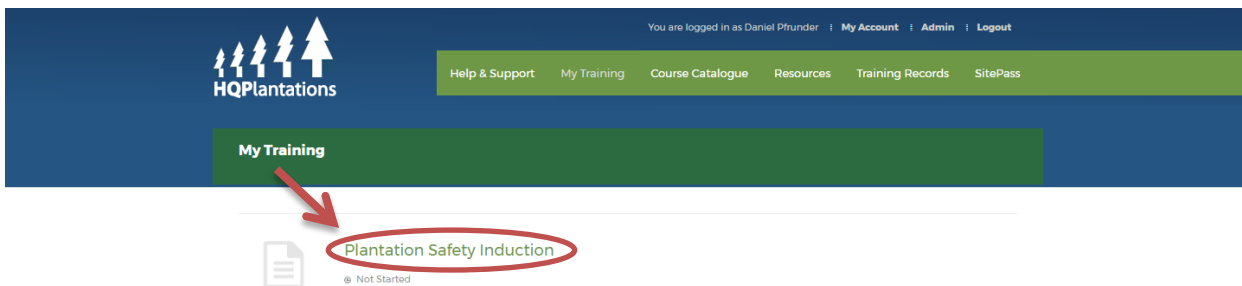 You are logged in as Daniel Pfrunder ⋮ My Account ⋮ Admin ⋮ Logout
HQPlantations
Help & Support My Training Course Catalogue Resources Training Records SitePass
My Training
Plantation Safety Induction
Not Started